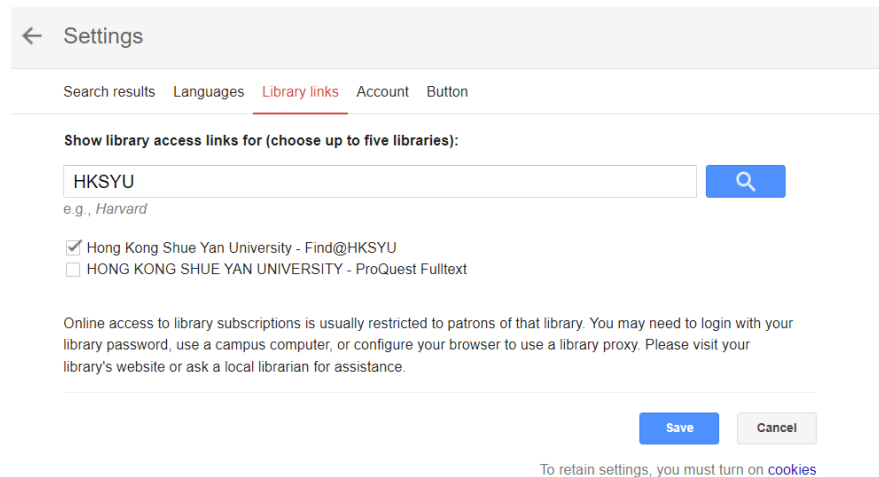 Settings
Search results Languages Library links Account Button
Show library access links for (choose up to five libraries):
HKSYU
e.g., Harvard
Hong Kong Shue Yan University - Find@HKSYU
HONG KONG SHUE YAN UNIVERSITY - ProQuest Fulltext
Online access to library subscriptions is usually restricted to patrons of that library. You may need to login with your
library password, use a campus computer, or configure your browser to use a library proxy. Please visit your
library's website or ask a local librarian for assistance.
Save Cancel
To retain settings, you must turn on cookies